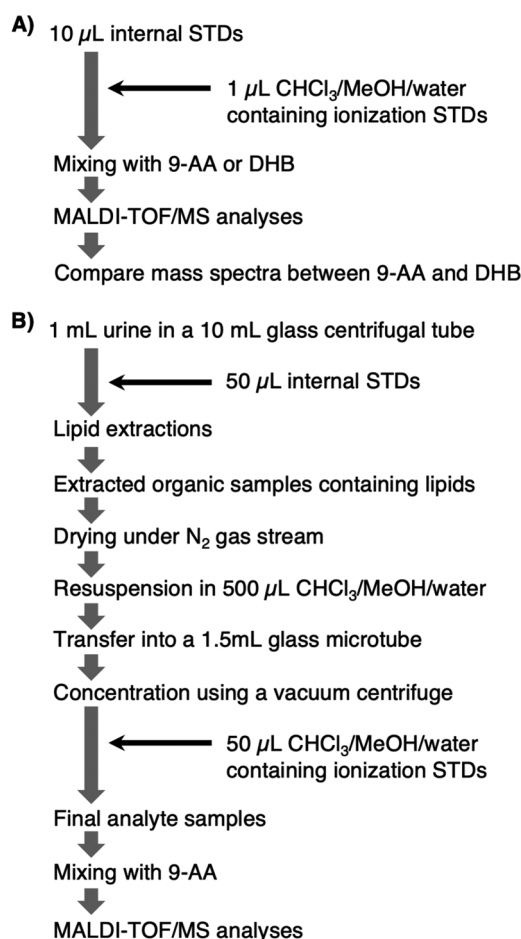 A)
10 µL internal STDs
1 µL CHCl₃/MeOH/water
containing ionization STDs
Mixing with 9-AA or DHB
MALDI-TOF/MS analyses
Compare mass spectra between 9-AA and DHB
B)
1 mL urine in a 10 mL glass centrifugal tube
50 µL internal STDs
Lipid extractions
Extracted organic samples containing lipids
Drying under N₂ gas stream
Resuspension in 500 µL CHCl₃/MeOH/water
Transfer into a 1.5mL glass microtube
Concentration using a vacuum centrifuge
50 µL CHCl₃/MeOH/water
containing ionization STDs
Final analyte samples
Mixing with 9-AA
MALDI-TOF/MS analyses